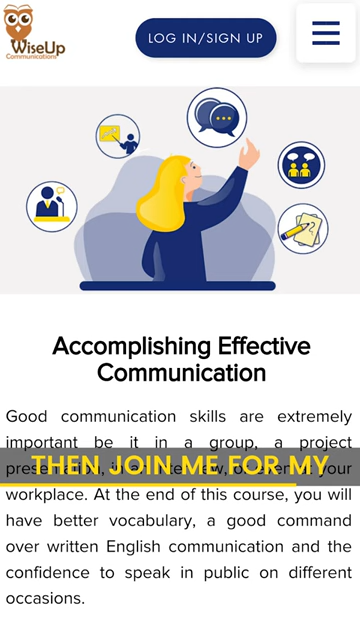 WiseUp
Communications
LOG IN/SIGN UP
Accomplishing Effective
Communication
Good communication skills are extremely
important be it in a group, a project
THEN JOIN ME FOR MY
workplace. At the end of this course, you will
have better vocabulary, a good command
over written English communication and the
confidence to speak in public on different
occasions.